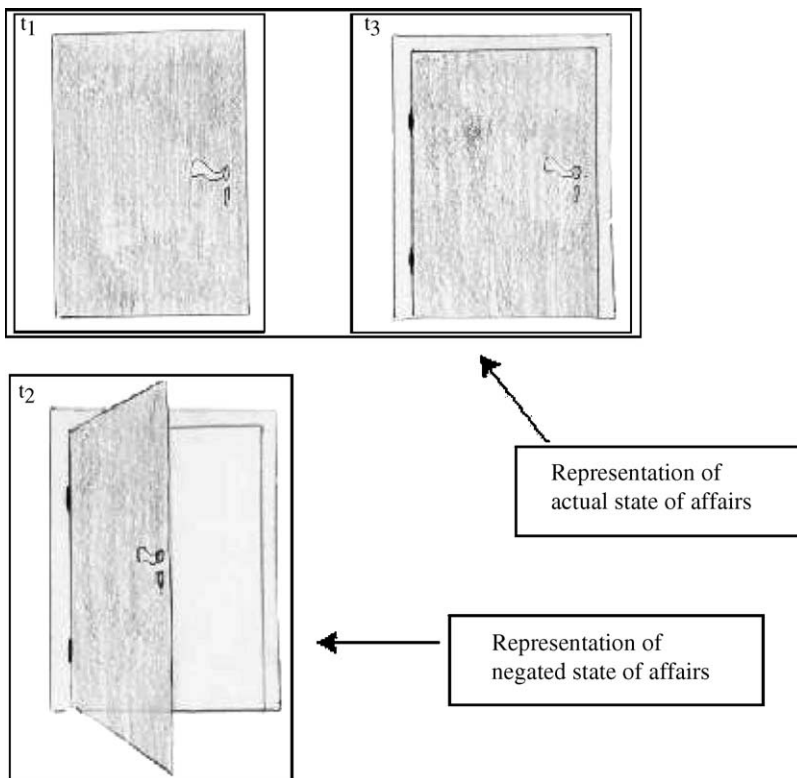 t1
t3
t2
Representation of
actual state of affairs
Representation of
negated state of affairs